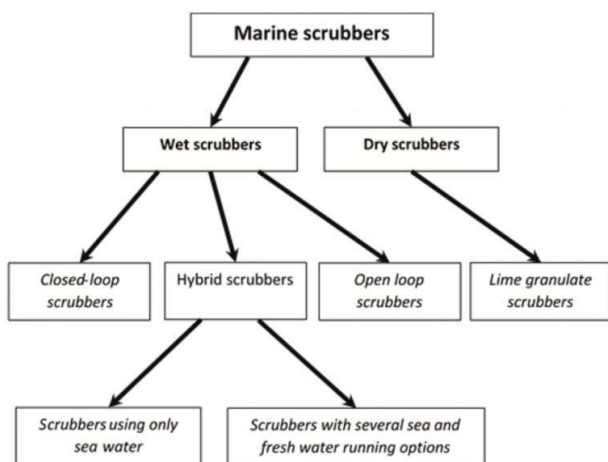 Marine scrubbers
Wet scrubbers
Dry scrubbers
Closed-loop
scrubbers
Hybrid scrubbers
Open loop
scrubbers
Lime granulate
scrubbers
Scrubbers using only
sea water
Scrubbers with several sea and
fresh water running options